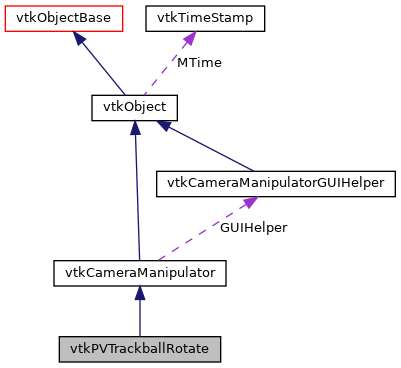 vtkObjectBase
vtkTimeStamp
MTime
vtkObject
vtkCameraManipulatorGUIHelper
GUIHelper
vtkCameraManipulator
vtkPVTrackballRotate